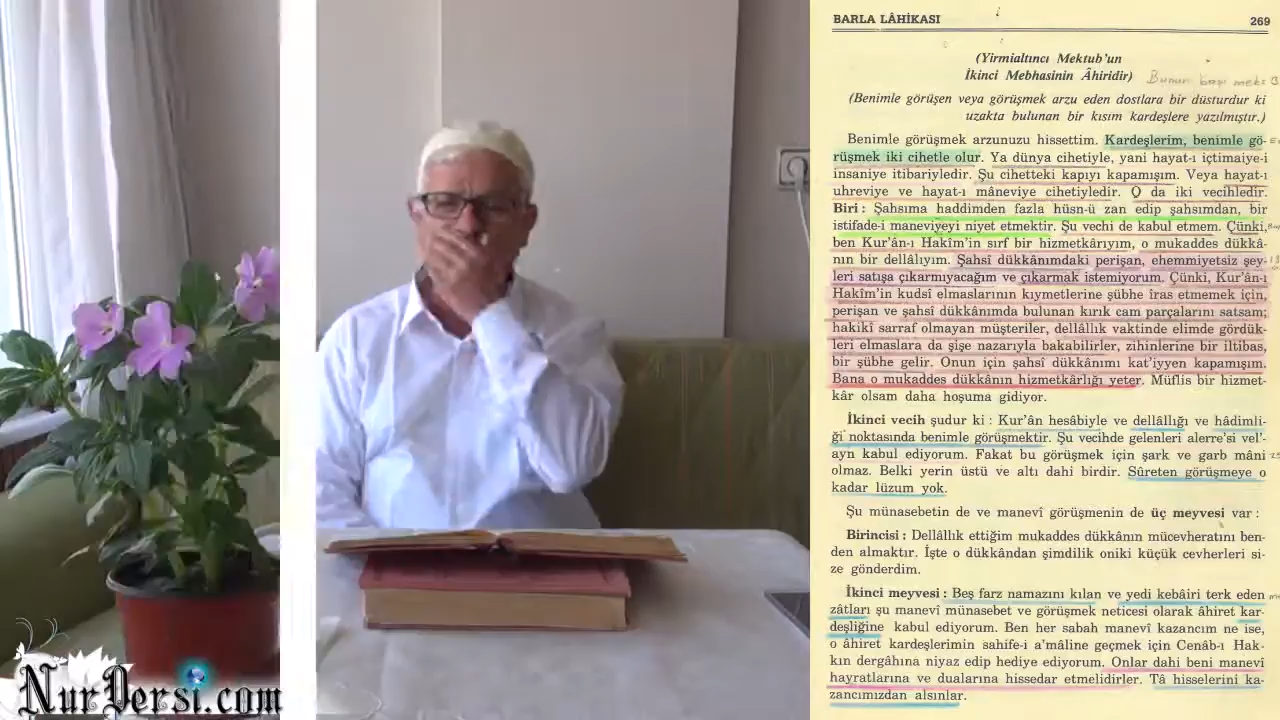 BARLA LÂHİKASI 269
(Yirmialtıncı Mektub'un
İkinci Mebhasinin Âhiridir)
Bunun başı mek:
(Benimle görüşen veya görüşmek arzu eden dostlara bir düsturdur ki
uzakta bulunan bir kısım kardeşlere yazılmıştır.)
Benimle görüşmek arzunuzu hissettim. Kardeşlerim, benimle gö-
rüşmek iki cihetle olur. Ya dünya cihetiyle, yani hayat-ı içtimaiye-i
insaniye itibariyledir. Şu cihetteki kapıyı kapamışım. Veya hayat-ı
uhreviye ve hayat-ı mâneviye cihetiyledir. O da iki vecihledir.
Biri : Şahsıma haddimden fazla hüsn-ü zan edip şahsımdan, bir
istifade-i maneviyeyi niyet etmektir. Şu vechi de kabul etmem. Çünki,
ben Kur'ân-ı Hakîm'in sırf bir hizmetkârıyım, o mukaddes dükkâ-
nın bir dellâlıyım. Şahsî dükkânımdaki perişan, ehemmiyetsiz şey-
leri satışa çıkarmıyacağım ve çıkarmak istemiyorum. Çünki, Kur'ân-ı
Hakîm'in kudsî elmaslarının kıymetlerine şübhe îras etmemek için,
perişan ve şahsî dükkânımda bulunan kırık cam parçalarını satsam;
hakikî sarraf olmayan müşteriler, dellâllık vaktinde elimde gördük-
leri elmaslara da şişe nazarıyla bakabilirler, zihinlerine bir iltibas,
bir şübhe gelir. Onun için şahsî dükkânımı kat'iyyen kapamışım.
Bana o mukaddes dükkânın hizmetkârlığı yeter. Müflis bir hizmet-
kâr olsam daha hoşuma gidiyor.
İkinci vecih şudur ki : Kur'ân hesâbiyle ve dellâllığı ve hâdimli-
ği noktasında benimle görüşmektir. Şu vecihde gelenleri alerre'si vel'-
ayn kabul ediyorum. Fakat bu görüşmek için şark ve garb mâni
olmaz. Belki yerin üstü ve altı dahi birdir. Sûreten görüşmeye o
kadar lüzum yok.
Şu münasebetin de ve manevî görüşmenin de üç meyvesi var :
Birincisi : Dellâllık ettiğim mukaddes dükkânın mücevheratını ben-
den almaktır. İşte o dükkândan şimdilik oniki küçük cevherleri si-
ze gönderdim.
İkinci meyvesi : Beş farz namazını kılan ve yedi kebâiri terk eden
zâtları şu manevî münasebet ve görüşmek neticesi olarak âhiret kar-
deşliğine kabul ediyorum. Ben her sabah manevî kazancım ne ise,
o âhiret kardeşlerimin sahife-i a'mâline geçmek için Cenâb-ı Hak-
kın dergâhına niyaz edip hediye ediyorum. Onlar dahi beni manevî
hayratlarına ve dualarına hissedar etmelidirler. Tâ hisselerini ka-
zancımızdan alsınlar.
NurDersi.com